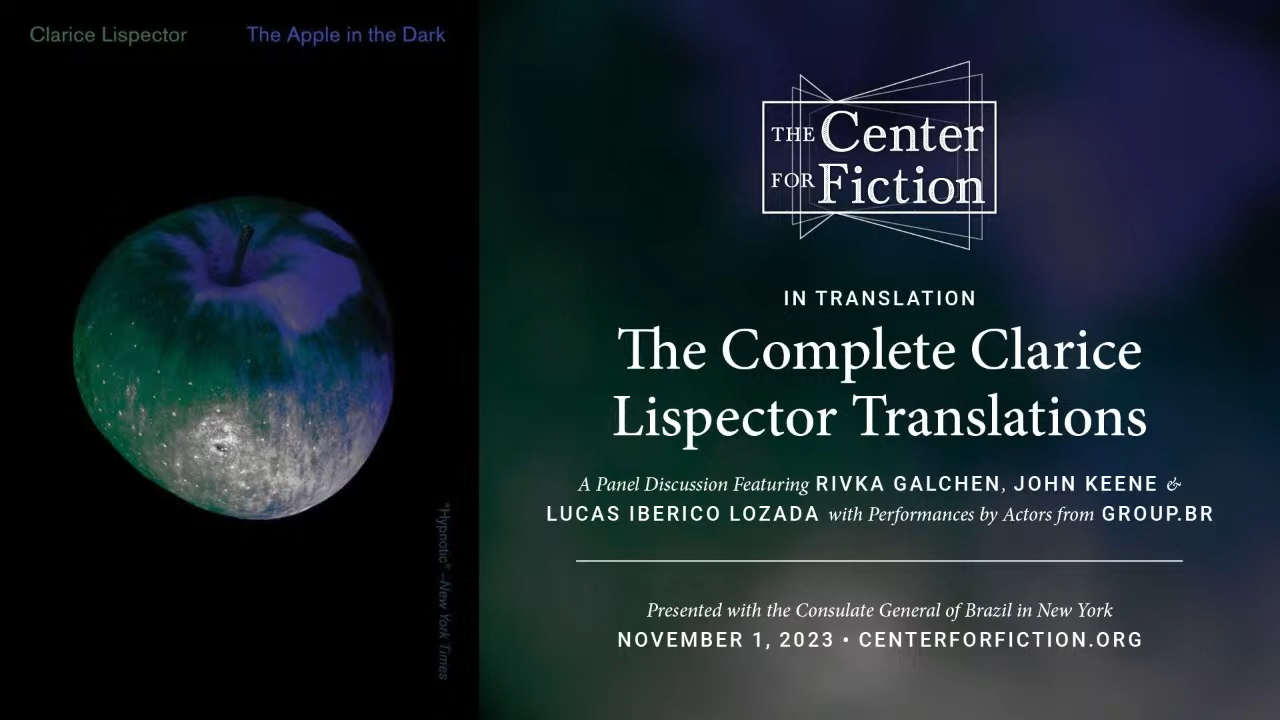 Clarice Lispector
The Apple in the Dark
"Hypnotic" —New York Times
THE Center
FOR Fiction
IN TRANSLATION
The Complete Clarice
Lispector Translations
A Panel Discussion Featuring RIVKA GALCHEN, JOHN KEENE &
LUCAS IBERICO LOZADA with Performances by Actors from GROUP.BR
Presented with the Consulate General of Brazil in New York
NOVEMBER 1, 2023 • CENTERFORFICTION.ORG